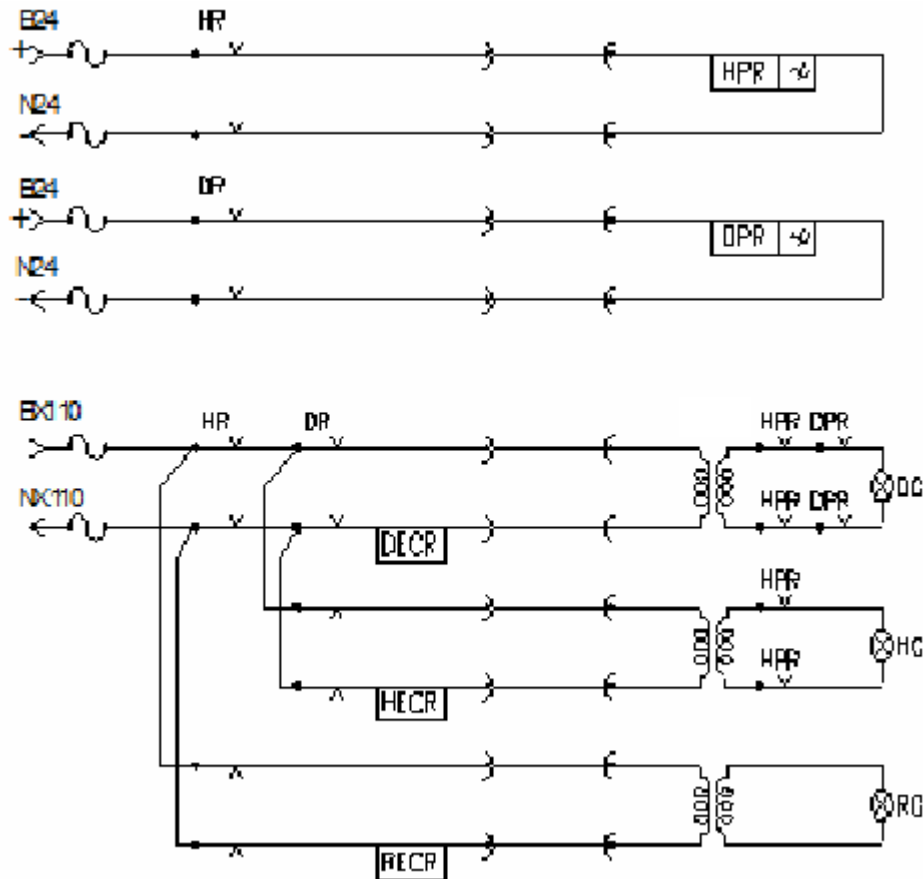 B24 HR
+
HPR
N24
-
B24 DR
+
DPR
N24
-
BX110 HR DR HPR DPR
DG
NX110 HPR DPR
DECR
HPR
HG
HPR
HECR
RG
RECR